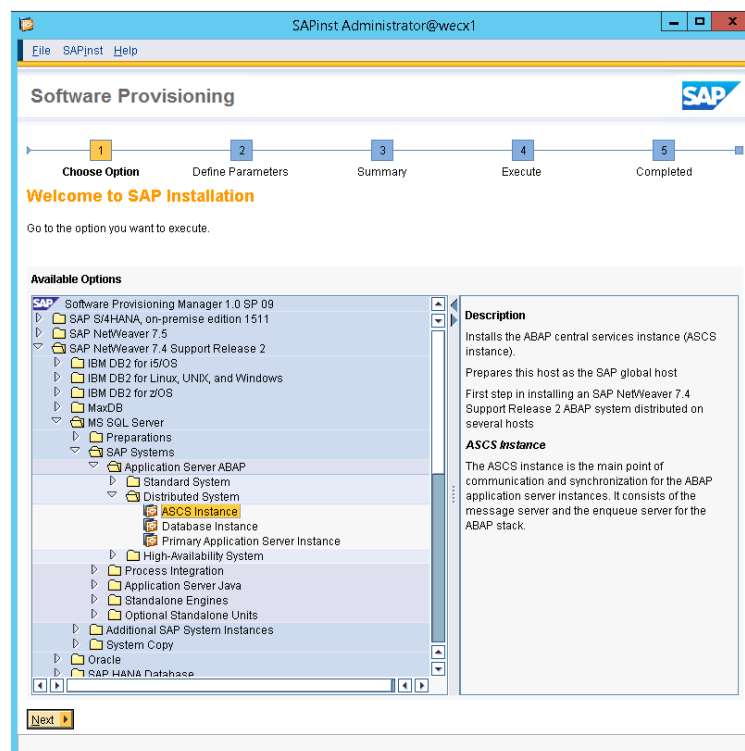 SAPinst Administrator@wecx1
File SAPinst Help
Software Provisioning
SAP
1 2 3 4 5
Choose Option Define Parameters Summary Execute Completed
Welcome to SAP Installation
Go to the option you want to execute.
Available Options
SAP Software Provisioning Manager 1.0 SP 09
SAP S/4HANA, on-premise edition 1511
SAP NetWeaver 7.5
SAP NetWeaver 7.4 Support Release 2
IBM DB2 for i5/OS
IBM DB2 for Linux, UNIX, and Windows
IBM DB2 for z/OS
MaxDB
MS SQL Server
Preparations
SAP Systems
Application Server ABAP
Standard System
Distributed System
ASCS Instance
Database Instance
Primary Application Server Instance
High-Availability System
Process Integration
Application Server Java
Standalone Engines
Optional Standalone Units
Additional SAP System Instances
System Copy
Oracle
SAP HANA Database
Description
Installs the ABAP central services instance (ASCS
instance).
Prepares this host as the SAP global host
First step in installing an SAP NetWeaver 7.4
Support Release 2 ABAP system distributed on
several hosts
ASCS Instance
The ASCS instance is the main point of
communication and synchronization for the ABAP
application server instances. It consists of the
message server and the enqueue server for the
ABAP stack.
Next